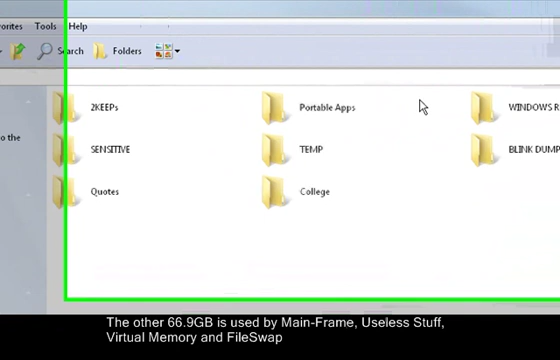 vorites Tools Help
Search Folders
2KEEPs Portable Apps WINDOWS R
o the
SENSITIVE TEMP BLINK DUMP
Quotes College
The other 66.9GB is used by Main-Frame, Useless Stuff,
Virtual Memory and FileSwap